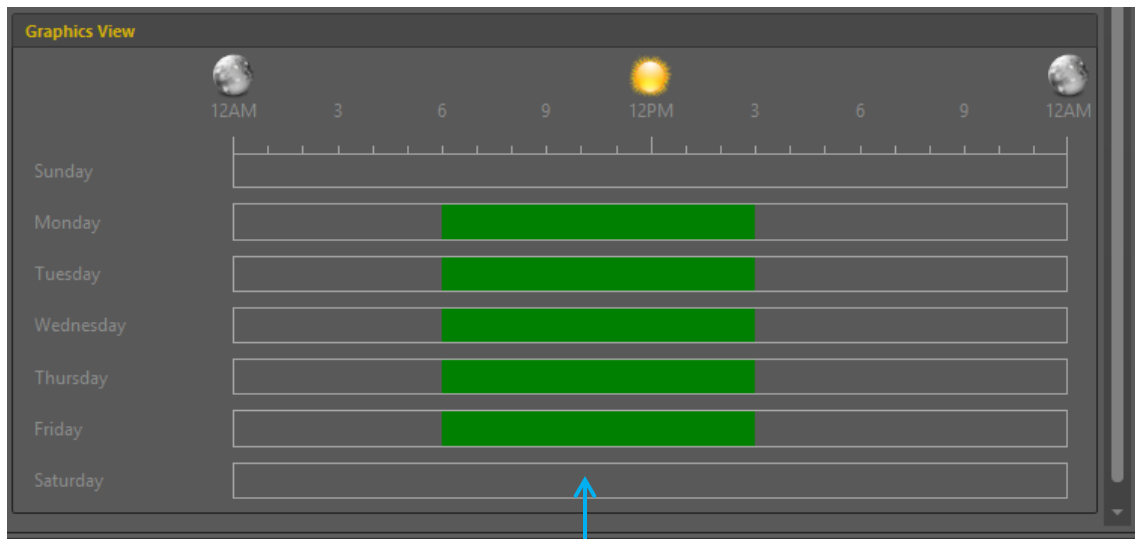 Graphics View
12AM 3 6 9 12PM 3 6 9 12AM
Sunday
Monday
Tuesday
Wednesday
Thursday
Friday
Saturday